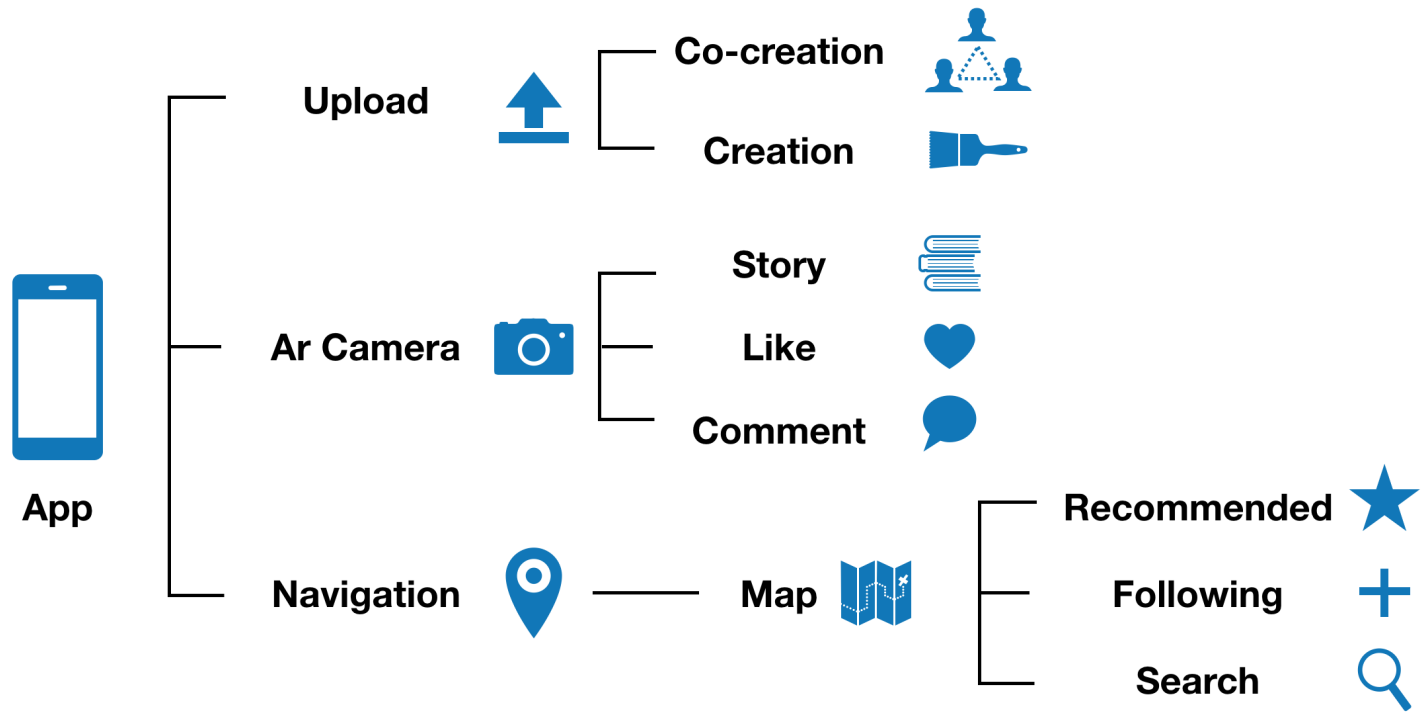 Co-creation
Upload
Creation
Story
Ar Camera
Like
Comment
App
Recommended
Navigation
Map
Following
Search